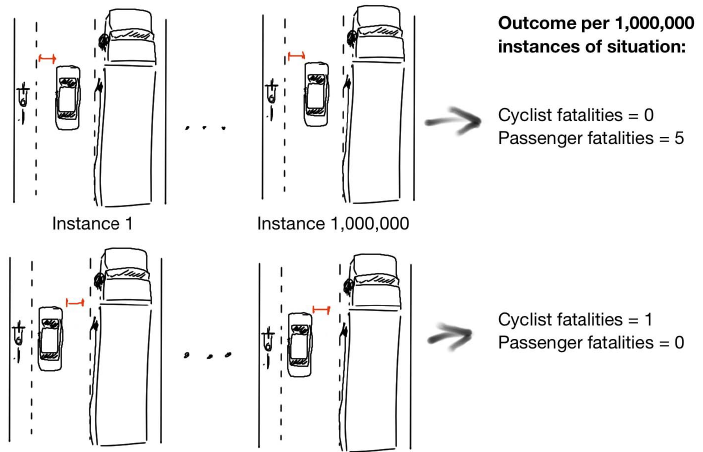 Outcome per 1,000,000
instances of situation:
Cyclist fatalities = 0
Passenger fatalities = 5
Instance 1
Instance 1,000,000
Cyclist fatalities = 1
Passenger fatalities = 0